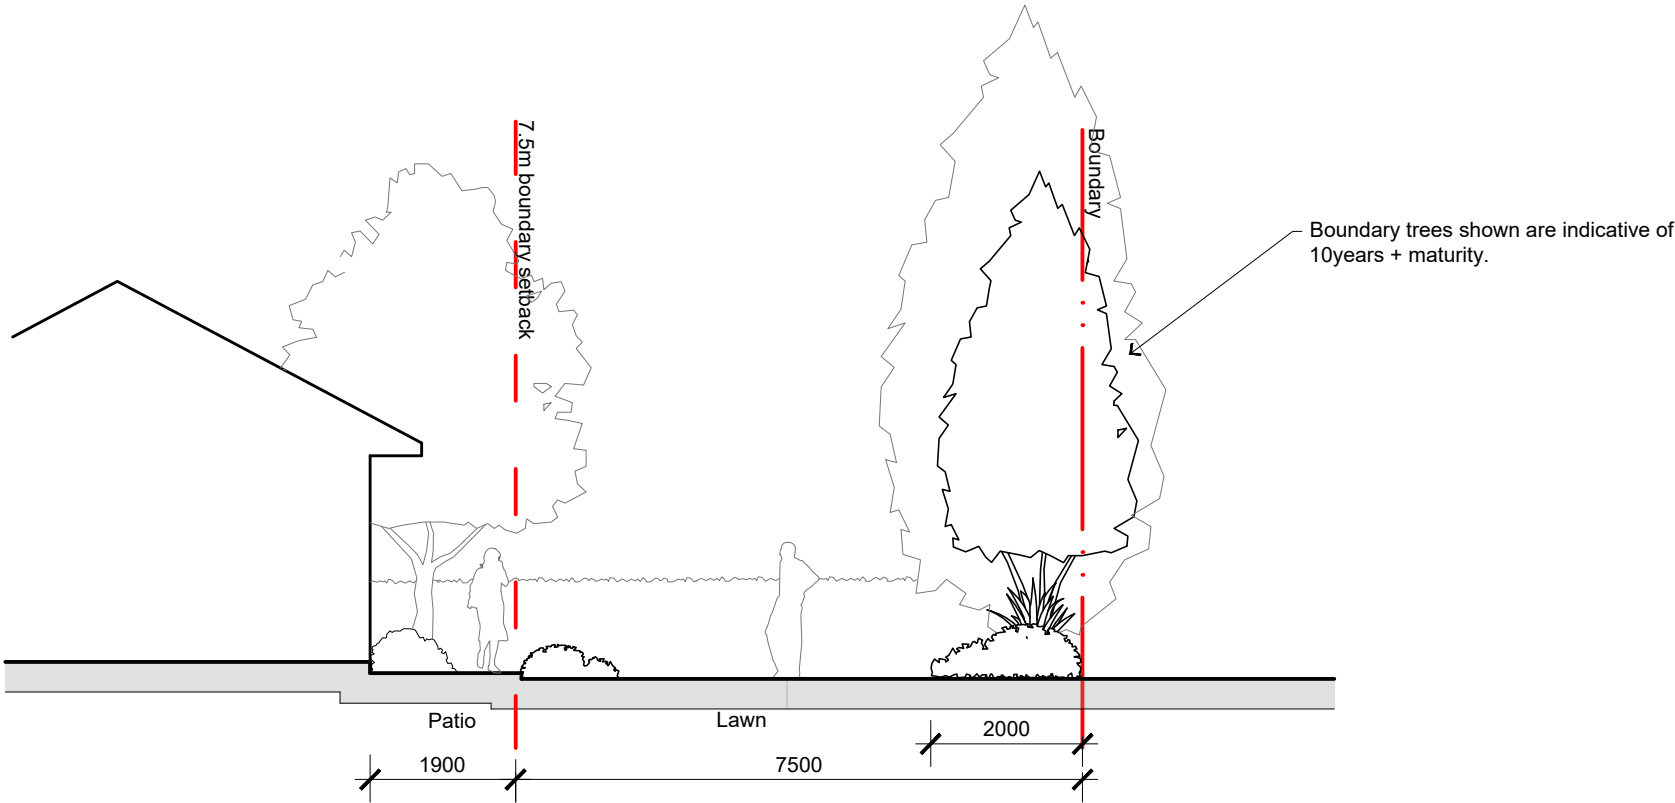 7.5m boundary setback
Boundary
Boundary trees shown are indicative of
10years + maturity.
Patio
Lawn
2000
1900
7500